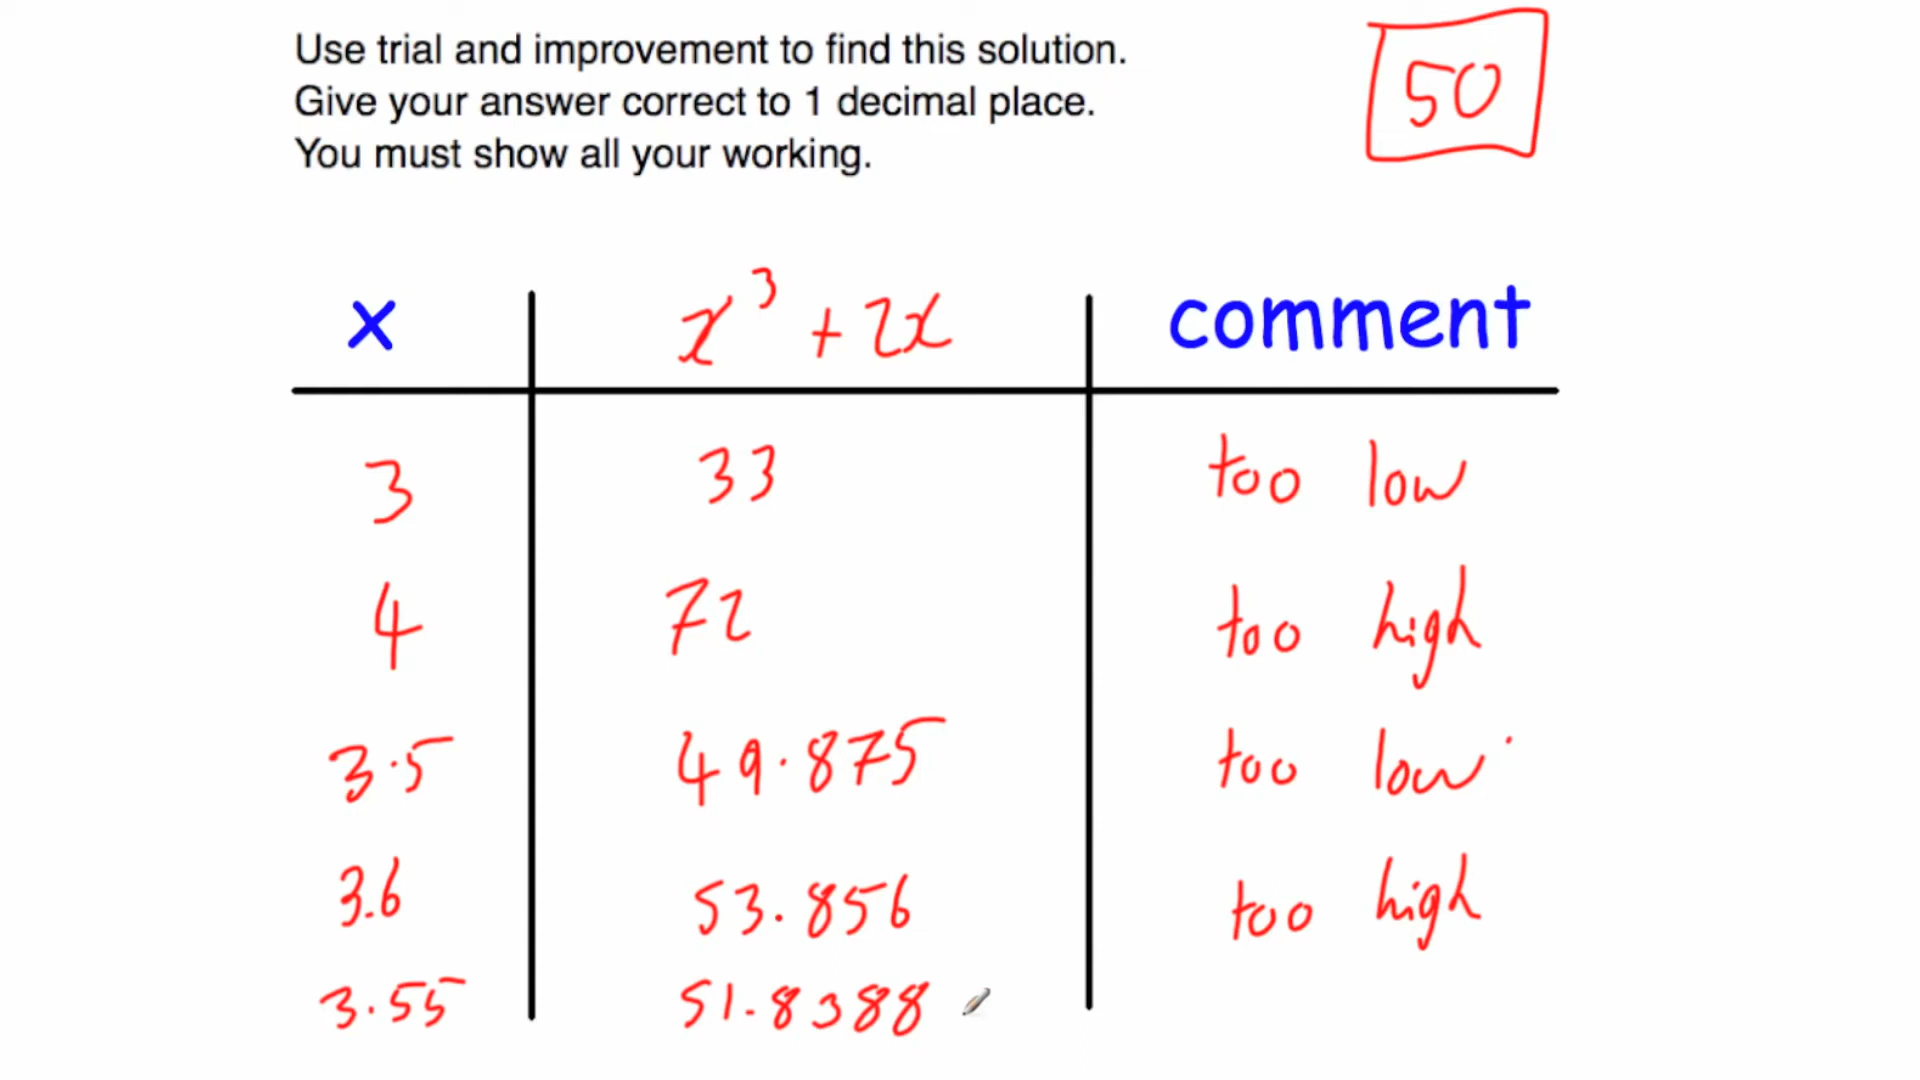 Use trial and improvement to find this solution.
Give your answer correct to 1 decimal place.
You must show all your working.
50
x x³ + 2x comment
3 33 too low
4 72 too high
3.5 49.875 too low
3.6 53.856 too high
3.55 51.8388